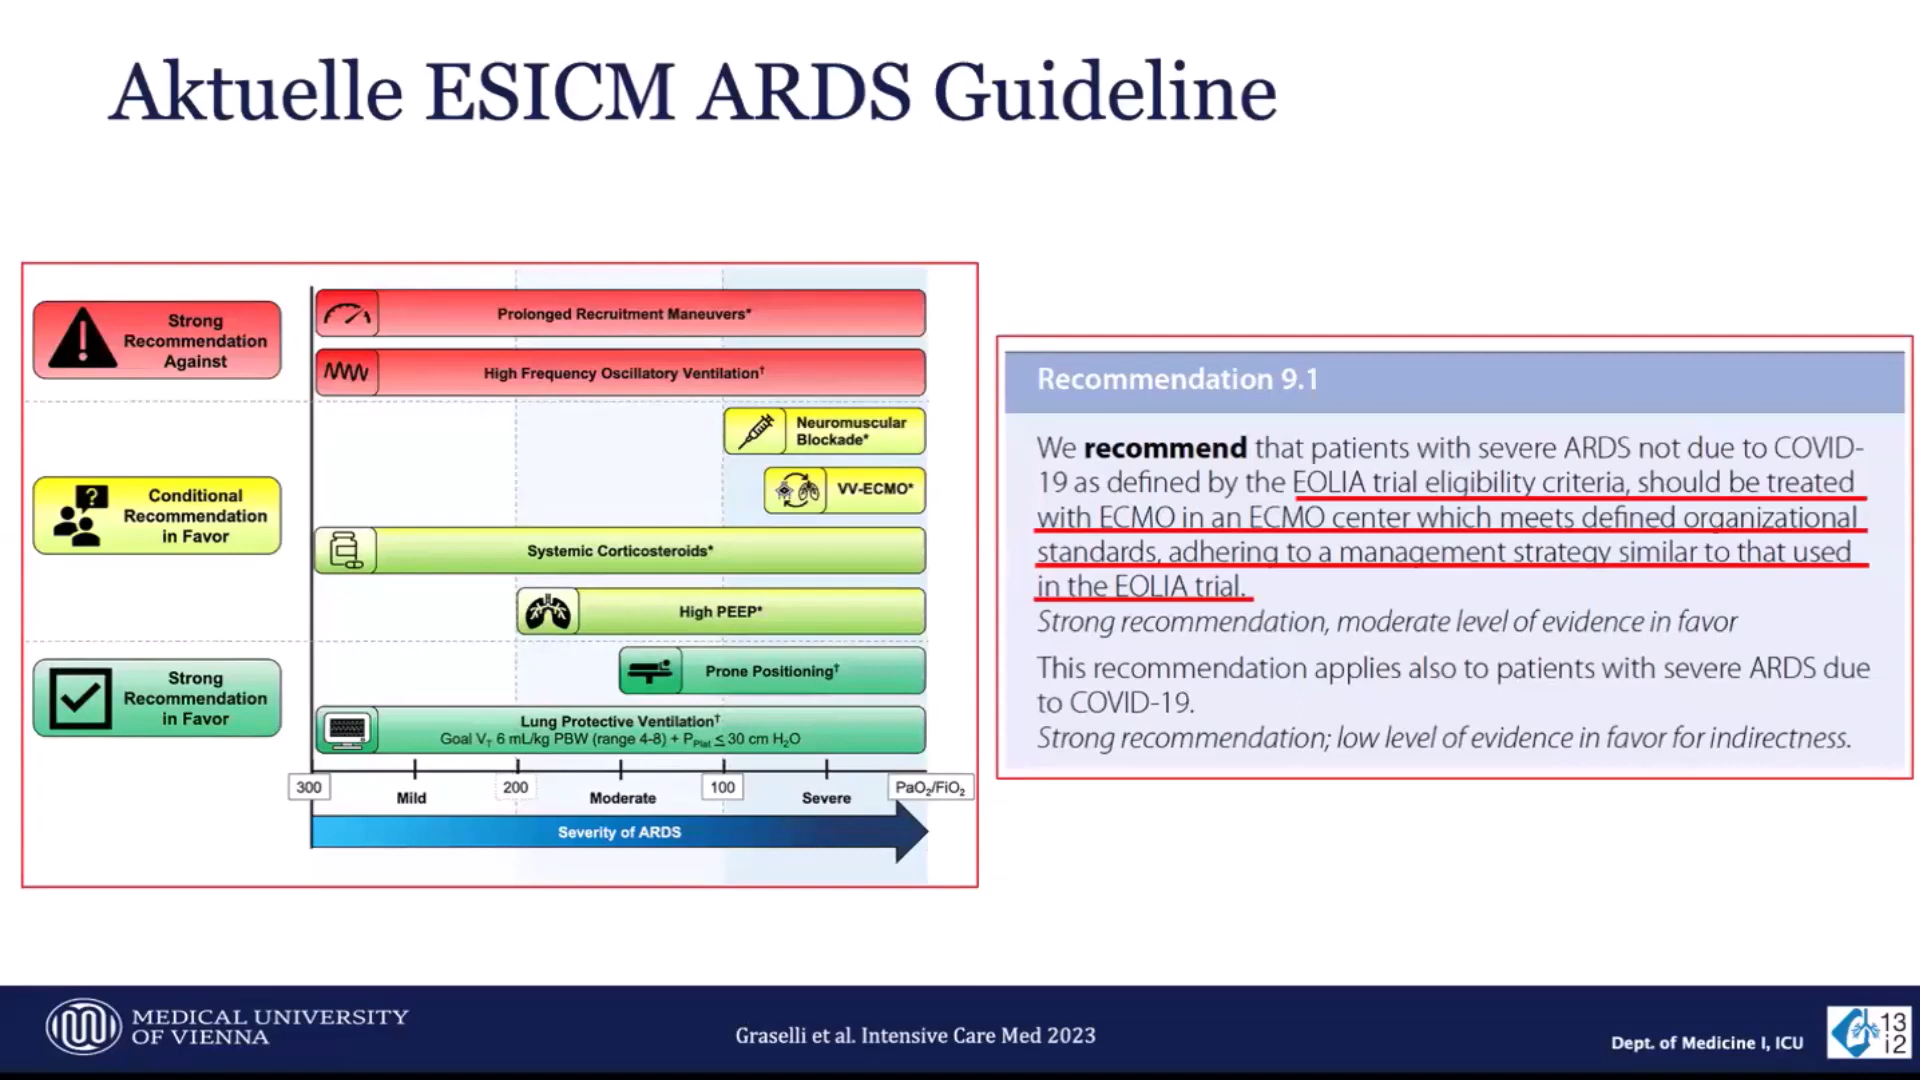 Aktuelle ESICM ARDS Guideline
Strong
Recommendation
Against
Prolonged Recruitment Maneuvers*
High Frequency Oscillatory Ventilation†
Conditional
Recommendation
in Favor
Neuromuscular
Blockade*
VV-ECMO*
Systemic Corticosteroids*
High PEEP*
Strong
Recommendation
in Favor
Prone Positioning†
Lung Protective Ventilation†
Goal VT 6 mL/kg PBW (range 4-8) + PPlat ≤ 30 cm H2O
300
200
100
PaO2/FiO2
Mild
Moderate
Severe
Severity of ARDS
Recommendation 9.1
We recommend that patients with severe ARDS not due to COVID-
19 as defined by the EOLIA trial eligibility criteria, should be treated
with ECMO in an ECMO center which meets defined organizational
standards, adhering to a management strategy similar to that used
in the EOLIA trial.
Strong recommendation, moderate level of evidence in favor
This recommendation applies also to patients with severe ARDS due
to COVID-19.
Strong recommendation; low level of evidence in favor for indirectness.
MEDICAL UNIVERSITY
OF VIENNA
Graselli et al. Intensive Care Med 2023
Dept. of Medicine I, ICU
13
i2